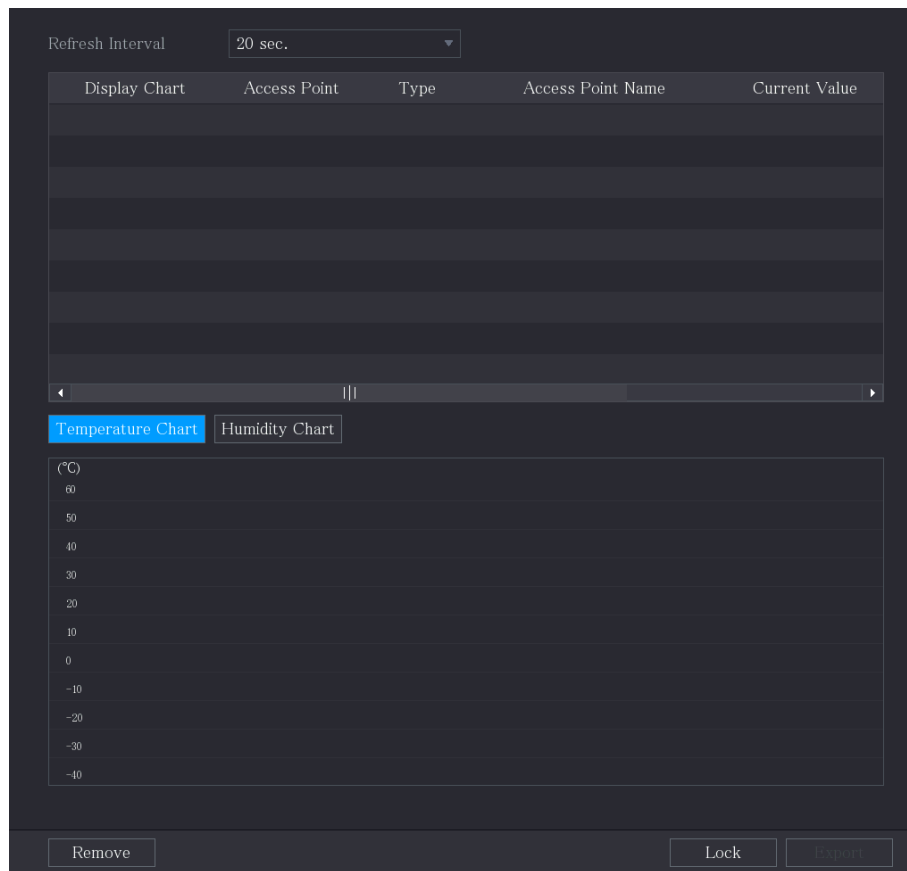 Refresh Interval 20 sec.
Display Chart Access Point Type Access Point Name Current Value
Temperature Chart Humidity Chart
(°C)
60
50
40
30
20
10
0
-10
-20
-30
-40
Remove Lock Export